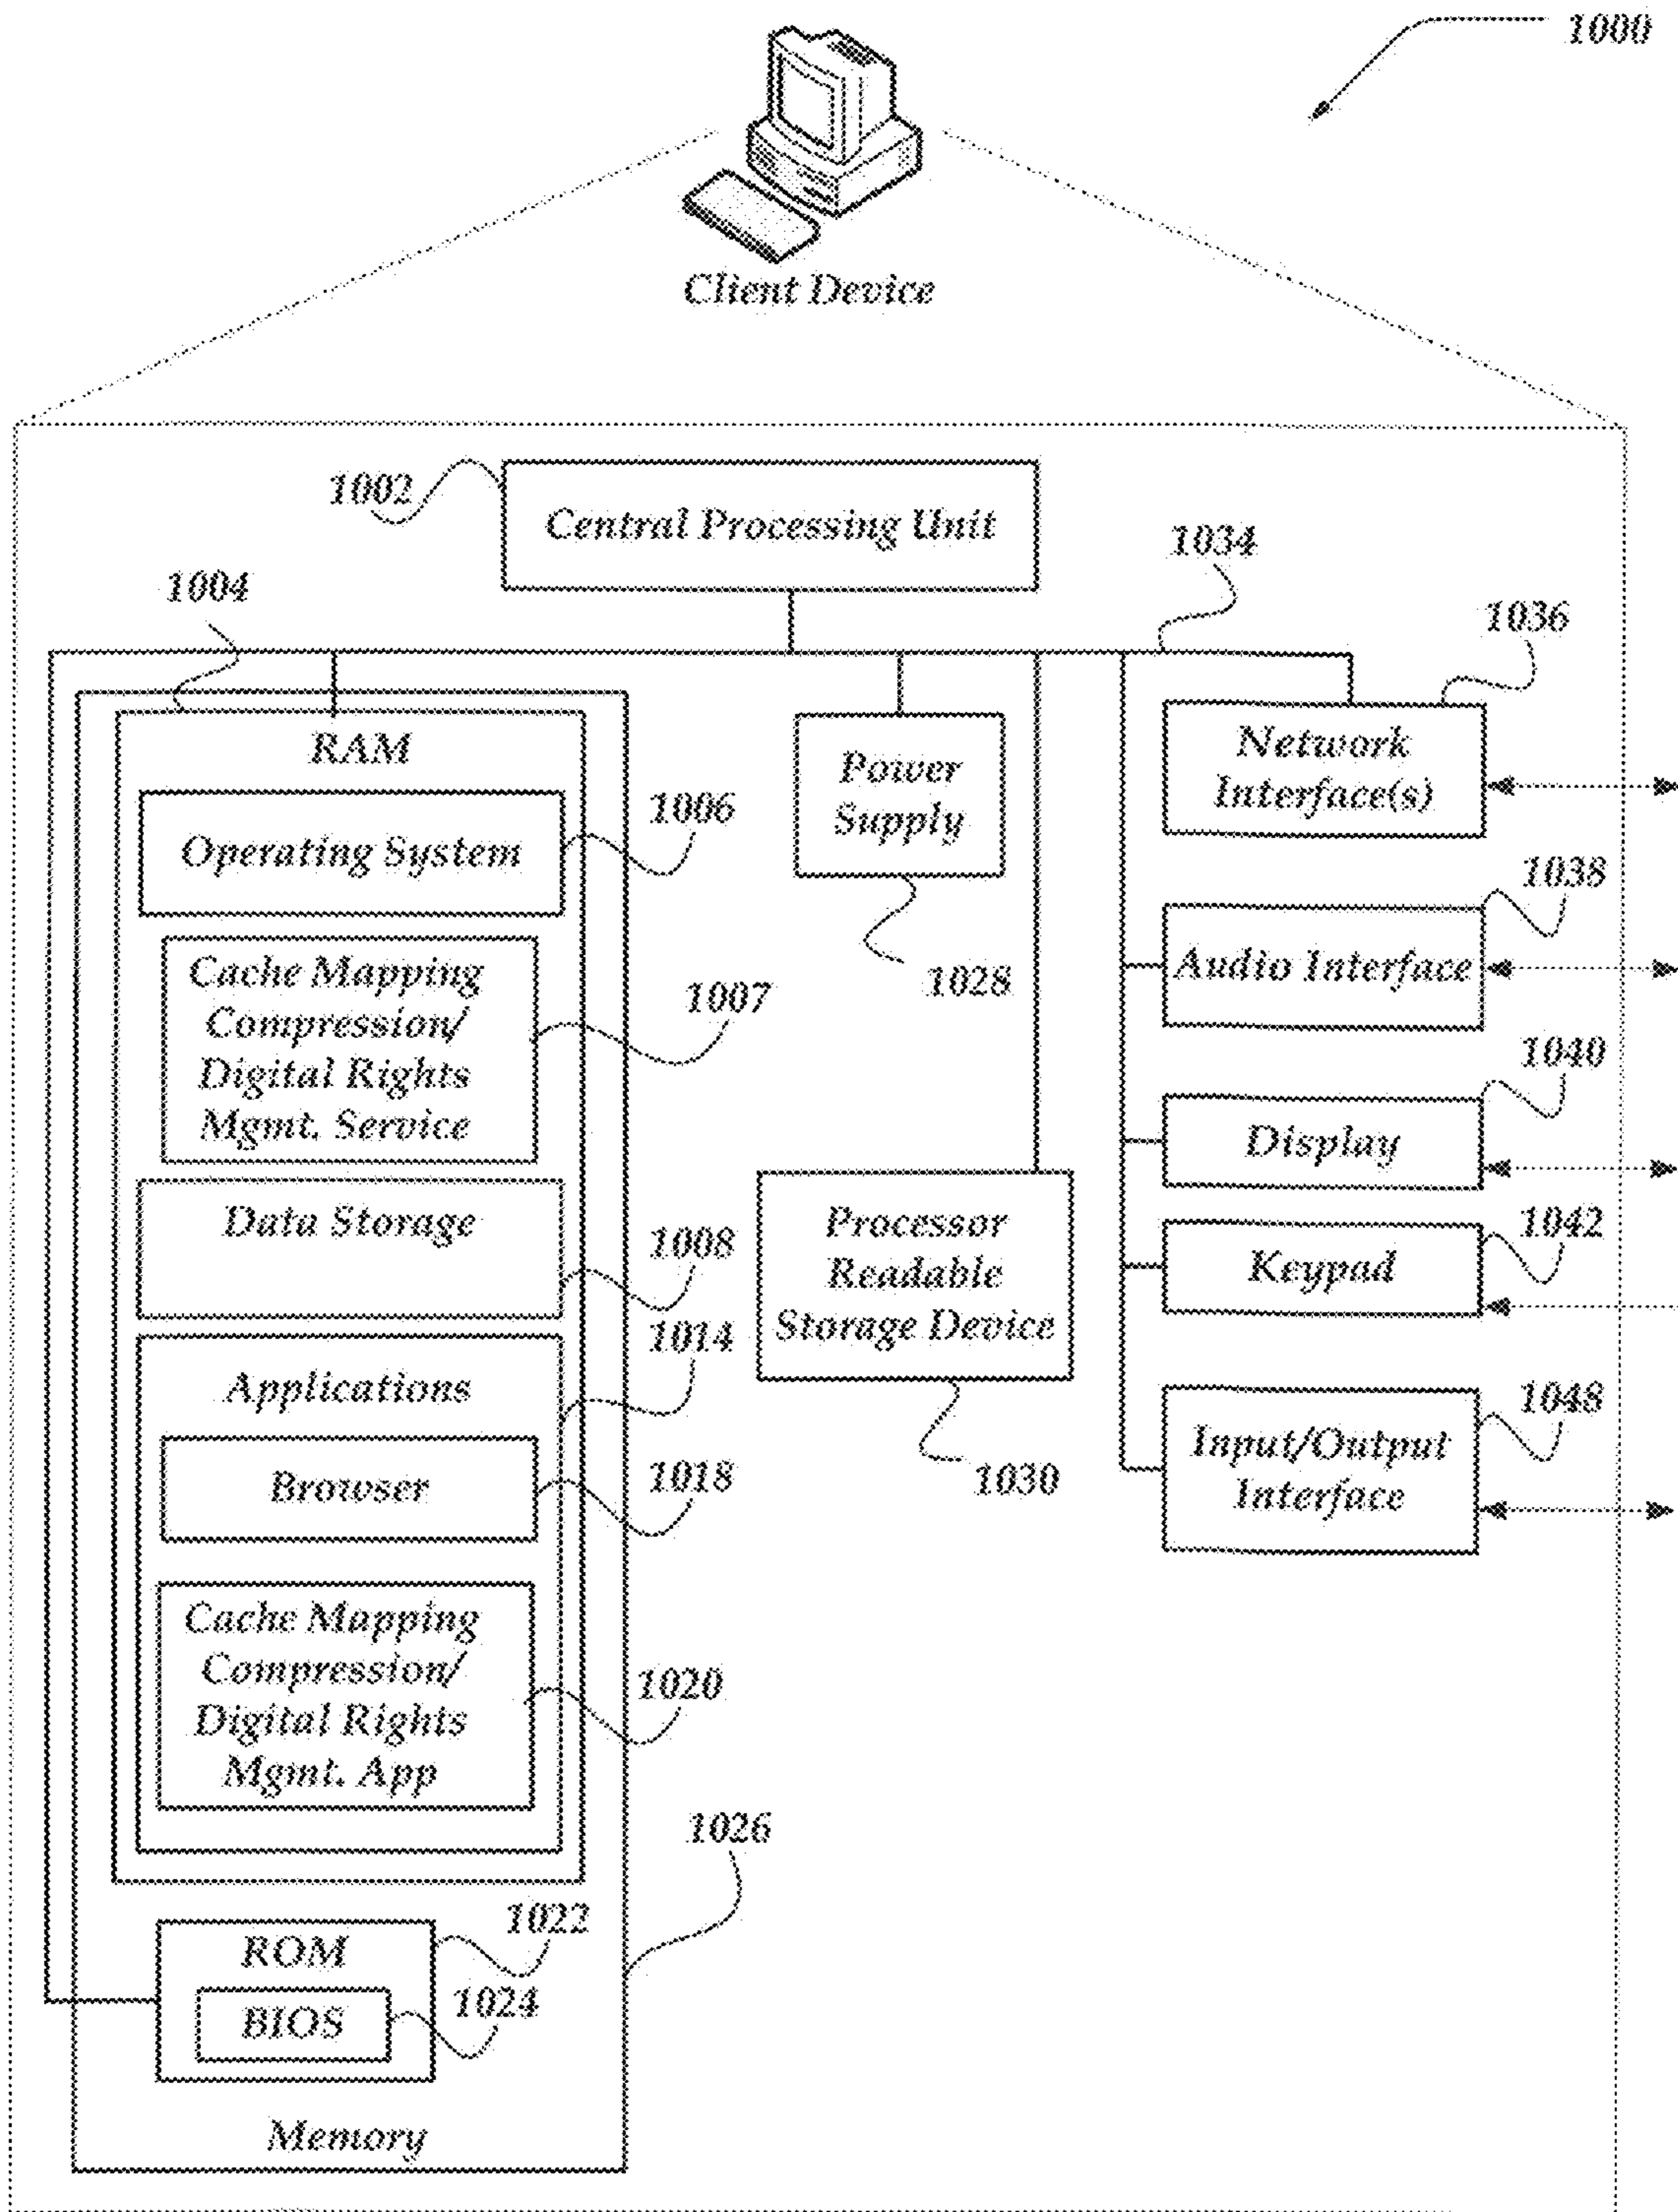 1000
Client Device
1002
Central Processing Unit
1034
1004
1036
RAM
Network
Interface(s)
Power
Supply
1006
Operating System
1038
Audio Interface
1028
Cache Mapping
Compression/
Digital Rights
Mgmt. Service
1007
1040
Display
Data Storage
1008
Processor
Readable
Storage Device
1042
Keypad
1014
Applications
1048
Input/Output
Interface
Browser
1018
1030
Cache Mapping
Compression/
Digital Rights
Mgmt. App
1020
1026
1022
ROM
1024
BIOS
Memory